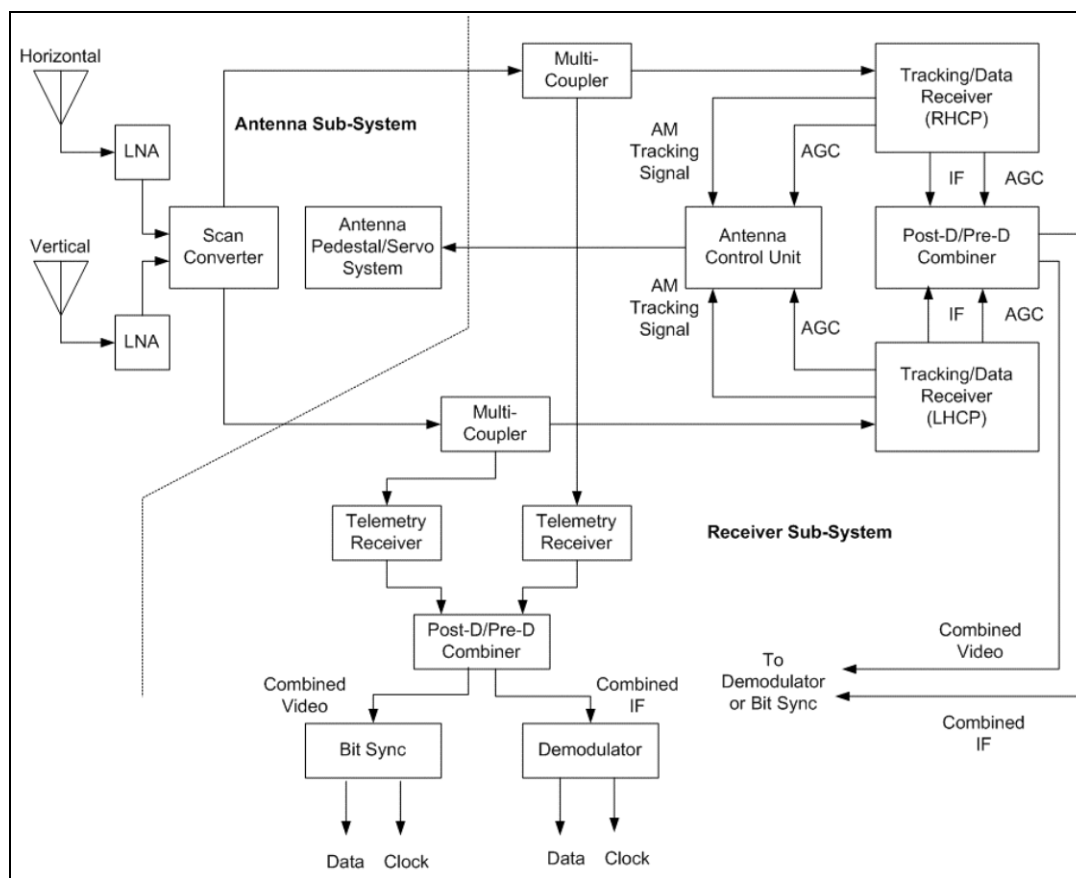 Horizontal
LNA
Vertical
LNA
Antenna Sub-System
Scan
Converter
Antenna
Pedestal/Servo
System
Multi-
Coupler
Tracking/Data
Receiver
(RHCP)
AM
Tracking
Signal
AGC
IF
AGC
Antenna
Control Unit
Post-D/Pre-D
Combiner
AM
Tracking
Signal
AGC
IF
AGC
Tracking/Data
Receiver
(LHCP)
Multi-
Coupler
Telemetry
Receiver
Telemetry
Receiver
Receiver Sub-System
Post-D/Pre-D
Combiner
Combined
Video
Combined
IF
Bit Sync
Demodulator
Data
Clock
Data
Clock
To
Demodulator
or Bit Sync
Combined
Video
Combined
IF